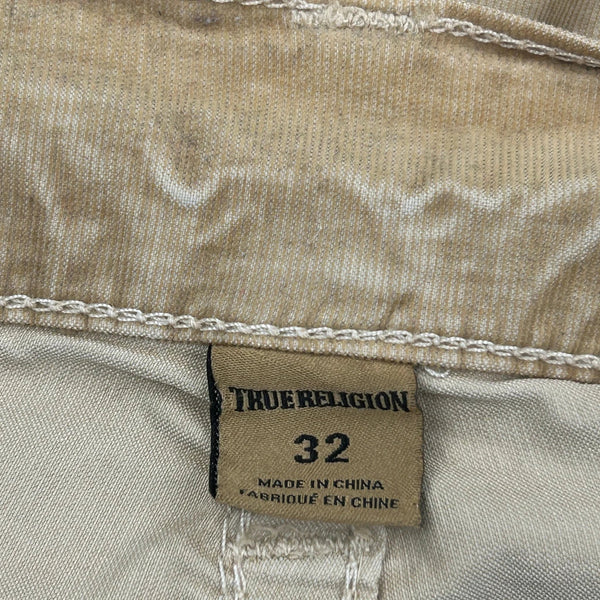 TRUE RELIGION
32
MADE IN CHINA
FABRIQUÉ EN CHINE